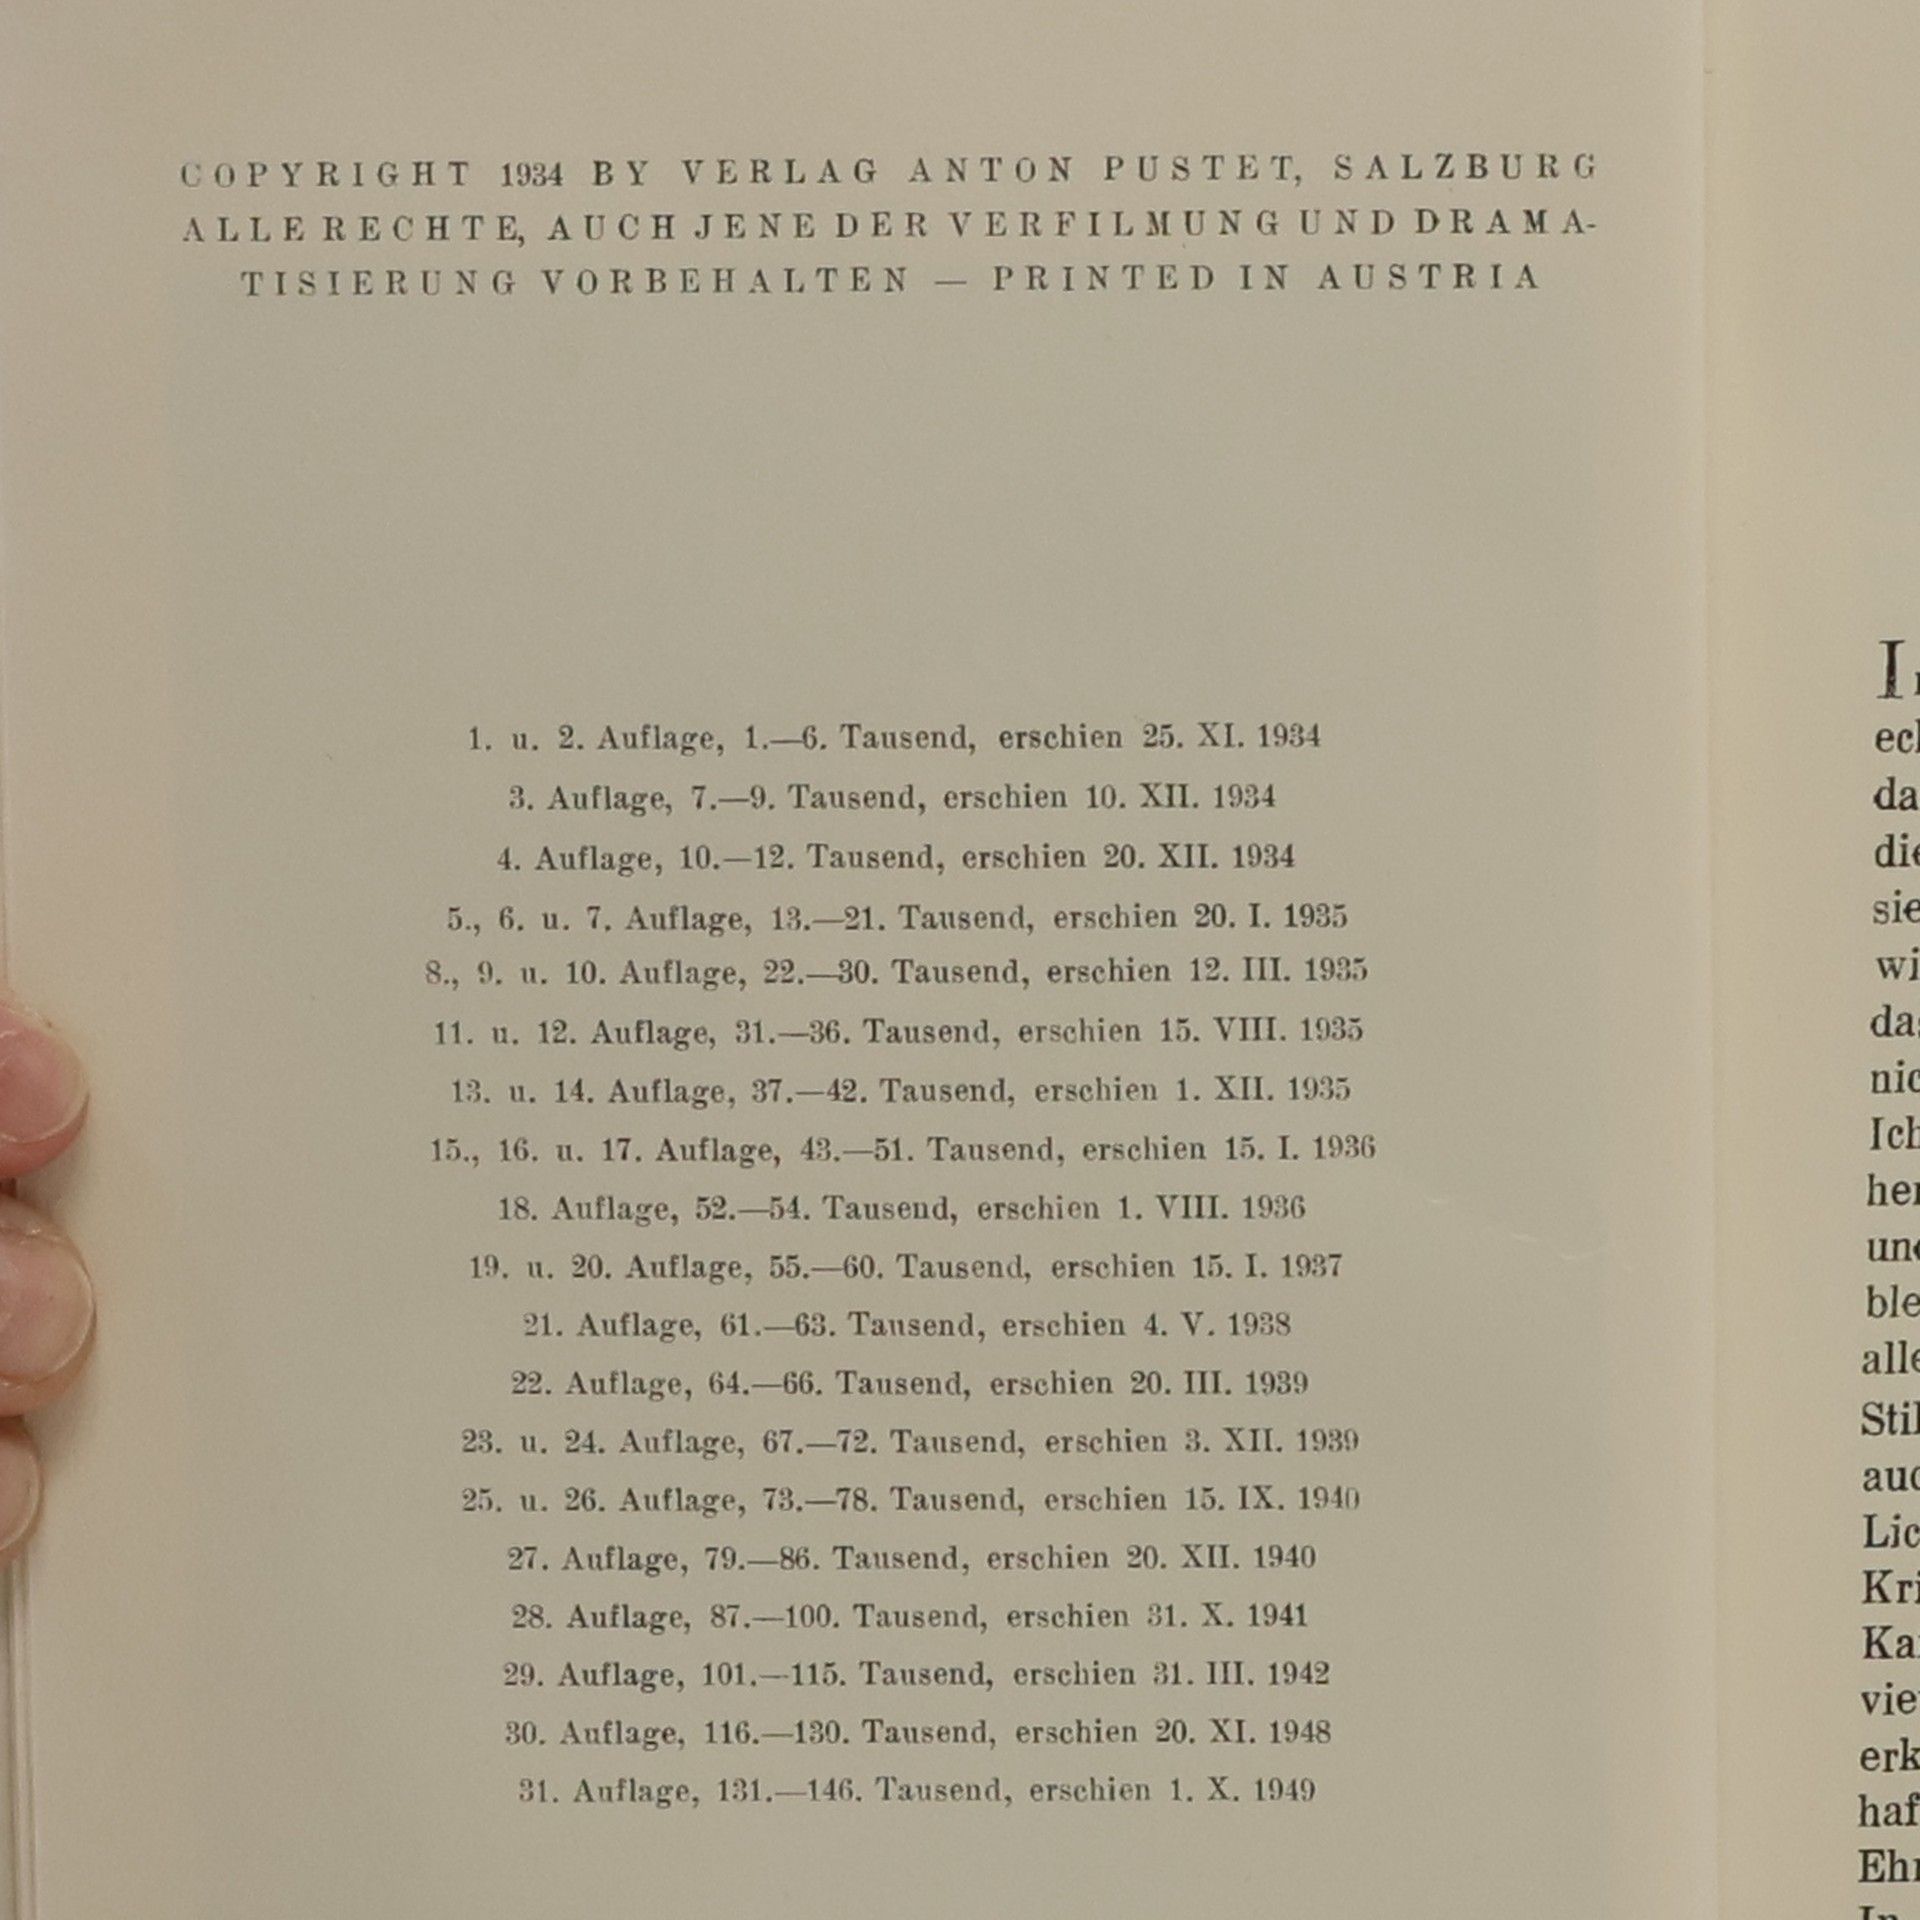 COPYRIGHT 1934 BY VERLAG ANTON PUSTET, SALZBURG
ALLE RECHTE, AUCH JENE DER VERFILMUNG UND DRAMA-
TISIERUNG VORBEHALTEN — PRINTED IN AUSTRIA
1. u. 2. Auflage, 1.—6. Tausend, erschien 25. XI. 1934
3. Auflage, 7.—9. Tausend, erschien 10. XII. 1934
4. Auflage, 10.—12. Tausend, erschien 20. XII. 1934
5., 6. u. 7. Auflage, 13.—21. Tausend, erschien 20. I. 1935
8., 9. u. 10. Auflage, 22.—30. Tausend, erschien 12. III. 1935
11. u. 12. Auflage, 31.—36. Tausend, erschien 15. VIII. 1935
13. u. 14. Auflage, 37.—42. Tausend, erschien 1. XII. 1935
15., 16. u. 17. Auflage, 43.—51. Tausend, erschien 15. I. 1936
18. Auflage, 52.—54. Tausend, erschien 1. VIII. 1936
19. u. 20. Auflage, 55.—60. Tausend, erschien 15. I. 1937
21. Auflage, 61.—63. Tausend, erschien 4. V. 1938
22. Auflage, 64.—66. Tausend, erschien 20. III. 1939
23. u. 24. Auflage, 67.—72. Tausend, erschien 3. XII. 1939
25. u. 26. Auflage, 73.—78. Tausend, erschien 15. IX. 1940
27. Auflage, 79.—86. Tausend, erschien 20. XII. 1940
28. Auflage, 87.—100. Tausend, erschien 31. X. 1941
29. Auflage, 101.—115. Tausend, erschien 31. III. 1942
30. Auflage, 116.—130. Tausend, erschien 20. XI. 1948
31. Auflage, 131.—146. Tausend, erschien 1. X. 1949